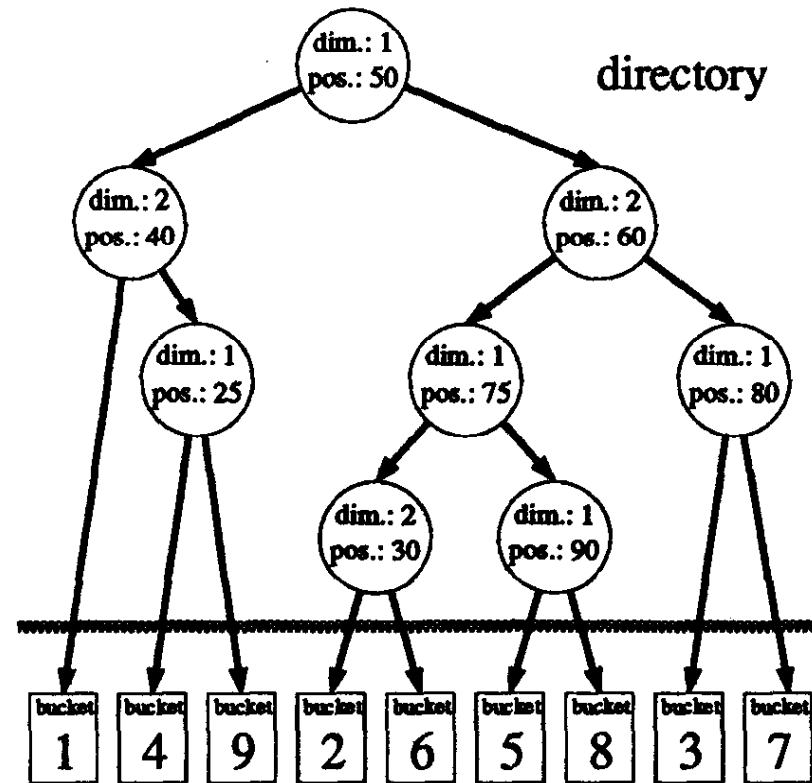 dim.: 1
pos.: 50
directory
dim.: 2
pos.: 40
dim.: 2
pos.: 60
dim.: 1
pos.: 25
dim.: 1
pos.: 75
dim.: 1
pos.: 80
dim.: 2
pos.: 30
dim.: 1
pos.: 90
bucket
1
bucket
4
bucket
9
bucket
2
bucket
6
bucket
5
bucket
8
bucket
3
bucket
7